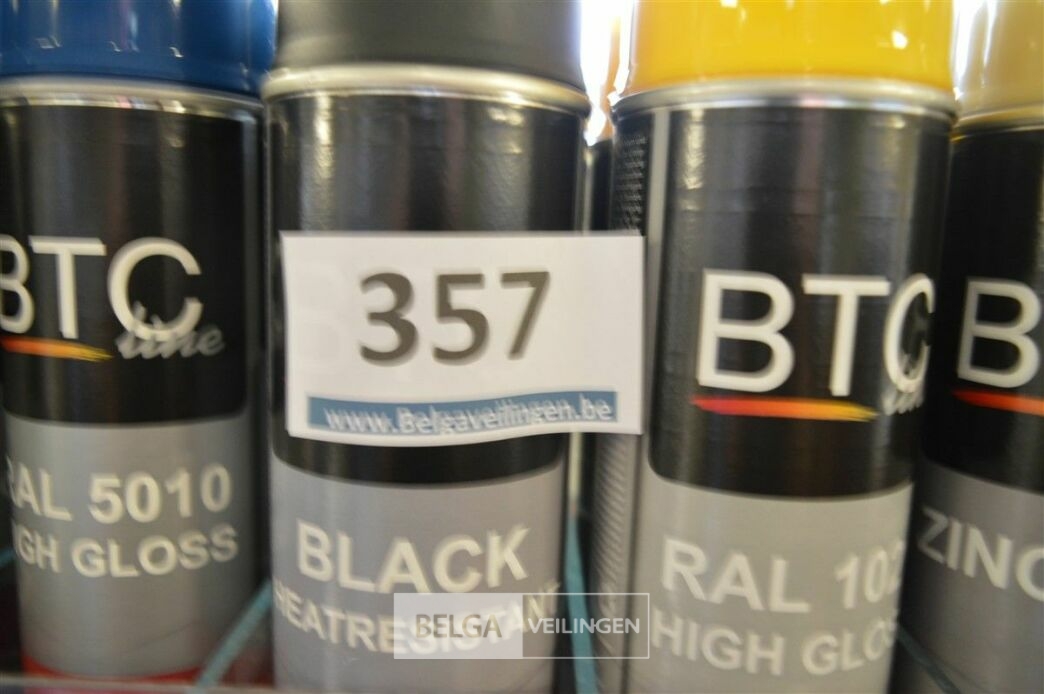 BTC
line
RAL 5010
HIGH GLOSS
357
www.Belgaveilingen.be
BLACK
HEATRESISTANT
BTC
line
RAL 102
HIGH GLOSS
B
ZINC
BELGA VEILINGEN